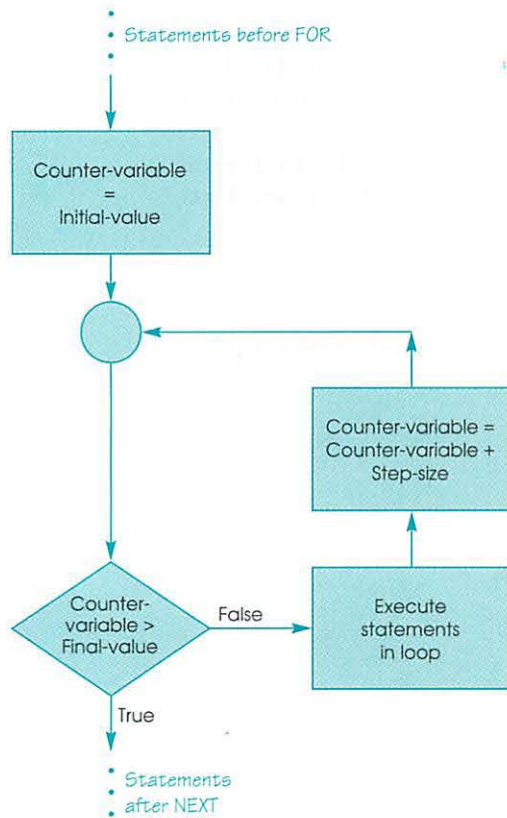 Statements before FOR
Counter-variable
=
Initial-value
Counter-variable =
Counter-variable +
Step-size
Counter-
variable >
Final-value
False
Execute
statements
in loop
True
Statements
after NEXT